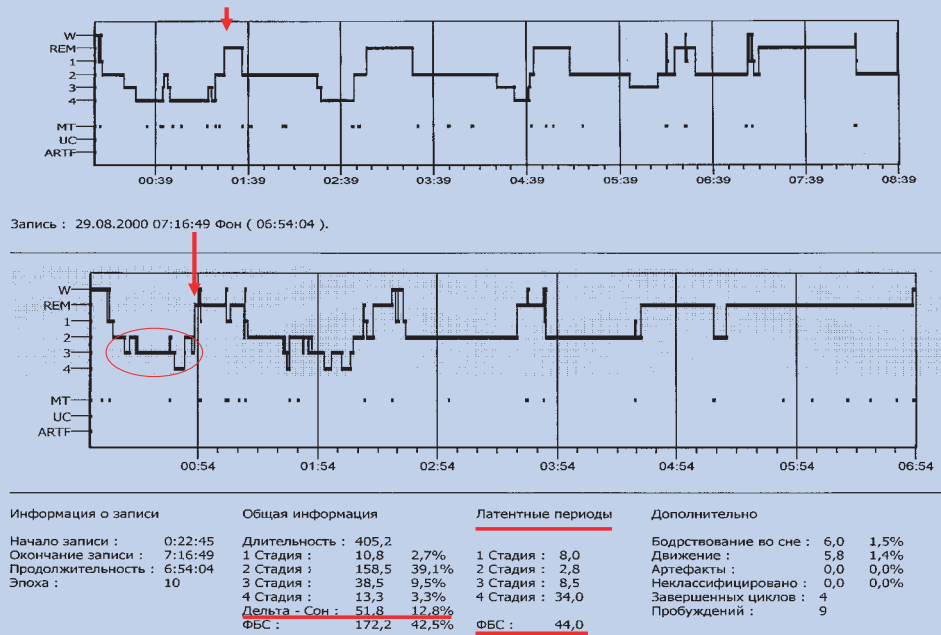 W
REM
1
2
3
4
MT
UC
ARTF
00:39 01:39 02:39 03:39 04:39 05:39 06:39 07:39 08:39
Запись : 29.08.2000 07:16:49 Фон ( 06:54:04 ).
W
REM
1
2
3
4
MT
UC
ARTF
00:54 01:54 02:54 03:54 04:54 05:54 06:54
Информация о записи Общая информация Латентные периоды Дополнительно
Начало записи : 0:22:45 Длительность : 405,2 Бодрствование во сне : 6,0 1,5%
Окончание записи : 7:16:49 1 Стадия : 10,8 2,7% 1 Стадия : 8,0 Движение : 5,8 1,4%
Продолжительность : 6:54:04 2 Стадия : 158,5 39,1% 2 Стадия : 2,8 Артефакты : 0,0 0,0%
Эпоха : 10 3 Стадия : 38,5 9,5% 3 Стадия : 8,5 Неклассифицировано : 0,0 0,0%
4 Стадия : 13,3 3,3% 4 Стадия : 34,0 Завершенных циклов : 4
Дельта - Сон : 51,8 12,8% Пробуждений : 9
ФБС : 172,2 42,5% ФБС : 44,0